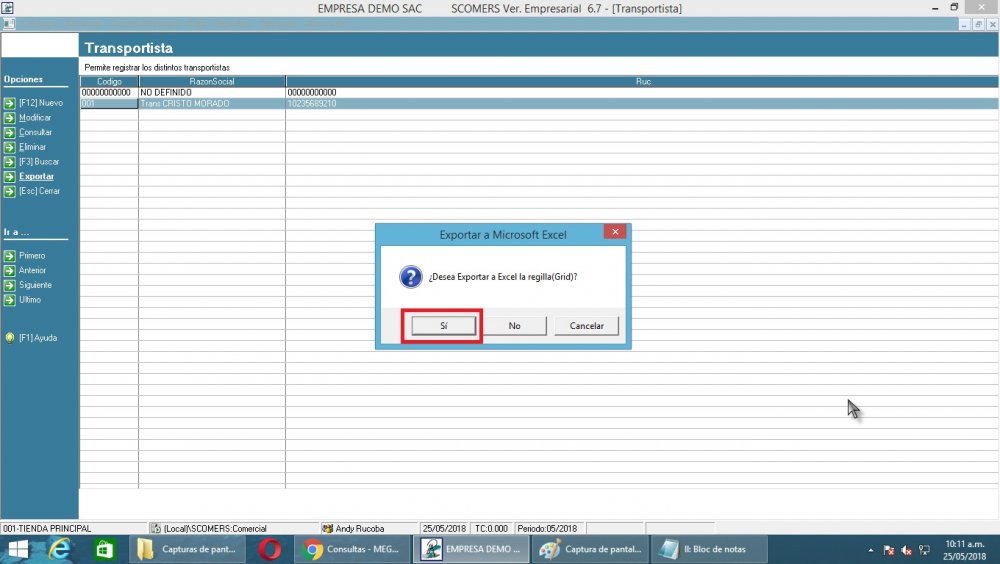 EMPRESA DEMO SAC SCOMERS Ver. Empresarial 6.7 - [Transportista]
Transportista
Permite registrar los distintos transportistas
Opciones
[F12] Nuevo
Modificar
Consultar
Eliminar
[F3] Buscar
Exportar
[Esc] Cerrar
Ir a ...
Primero
Anterior
Siguiente
Ultimo
[F1] Ayuda
Codigo RazonSocial Ruc
00000000000 NO DEFINIDO 00000000000
001 Trans CRISTO MORADO 10235689210
Exportar a Microsoft Excel
¿Desea Exportar a Excel la regilla(Grid)?
Sí No Cancelar
001-TIENDA PRINCIPAL (Local)\SCOMERS:Comercial Andy Rucoba 25/05/2018 TC:0.000 Periodo:05/2018
Capturas de pant... Consultas - MEG... EMPRESA DEMO ... Captura de pantal... II: Bloc de notas
10:11 a.m.
25/05/2018